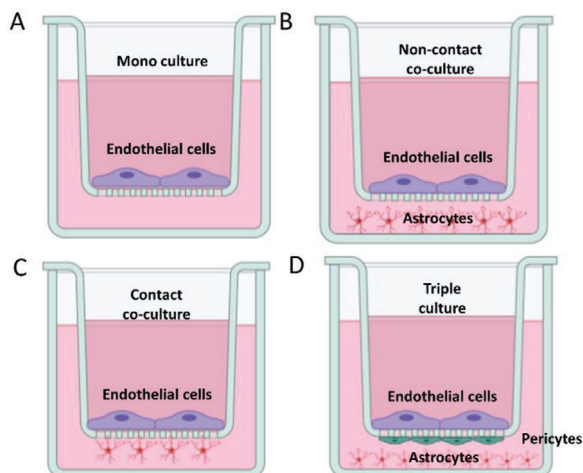 A
Mono culture
Endothelial cells
B
Non-contact
co-culture
Endothelial cells
Astrocytes
C
Contact
co-culture
Endothelial cells
D
Triple
culture
Endothelial cells
Pericytes
Astrocytes